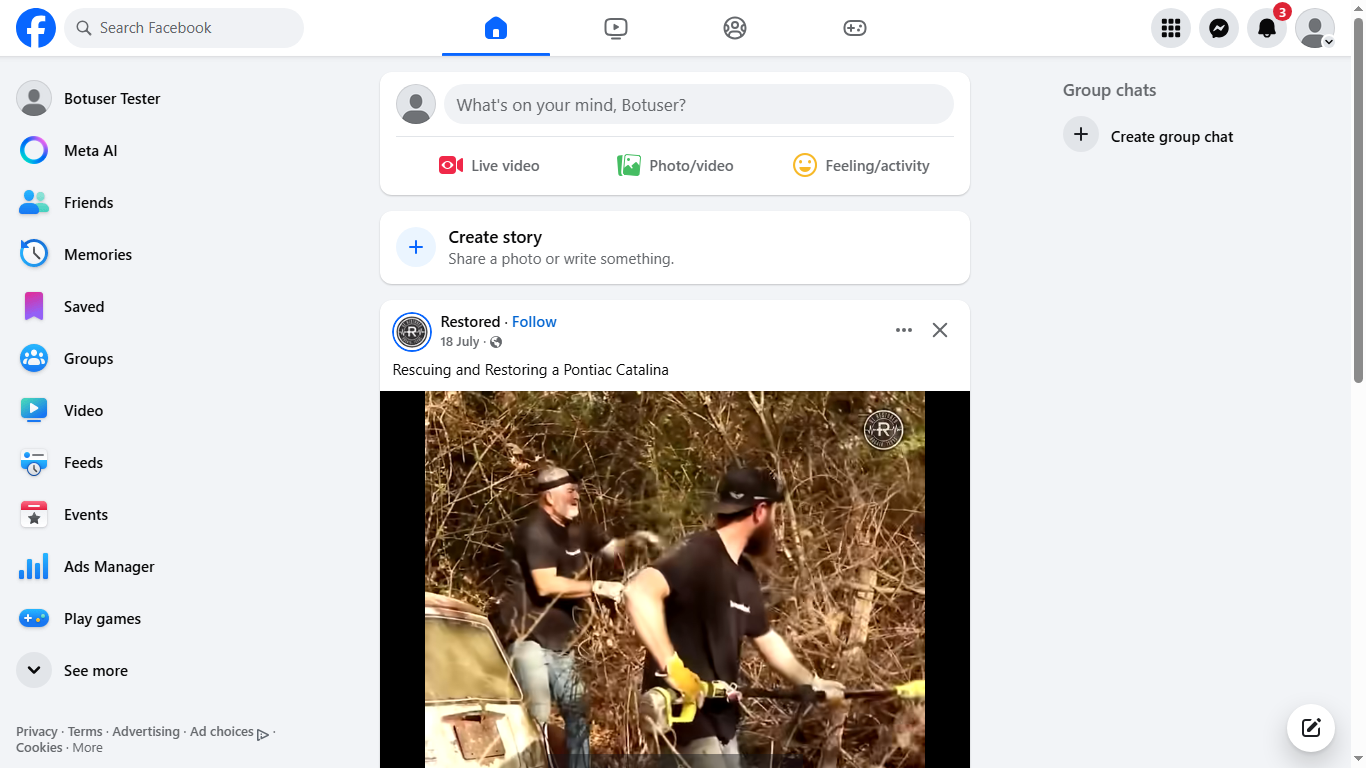 Search Facebook
3
Botuser Tester
Meta AI
Friends
Memories
Saved
Groups
Video
Feeds
Events
Ads Manager
Play games
See more
Privacy · Terms · Advertising · Ad choices ·
Cookies · More
What's on your mind, Botuser?
Live video
Photo/video
Feeling/activity
Create story
Share a photo or write something.
Restored · Follow
18 July ·
Rescuing and Restoring a Pontiac Catalina
R
Group chats
Create group chat